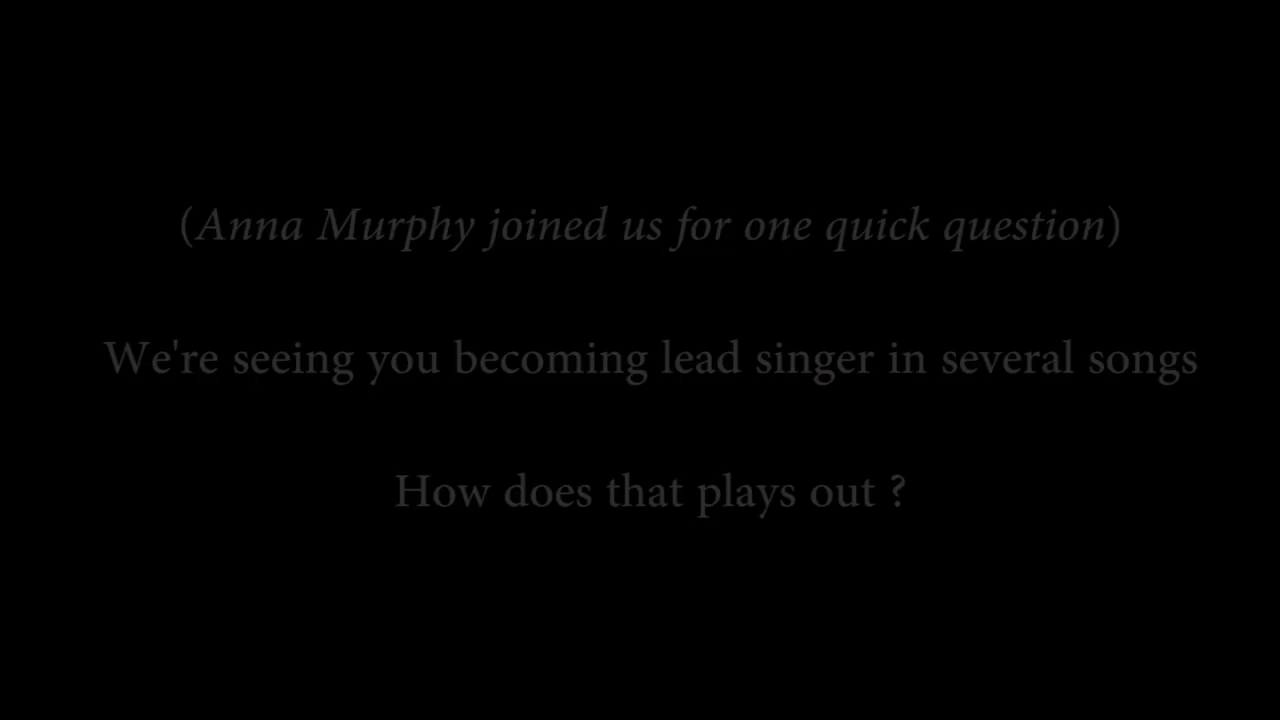 (Anna Murphy joined us for one quick question)
We're seeing you becoming lead singer in several songs
How does that plays out ?